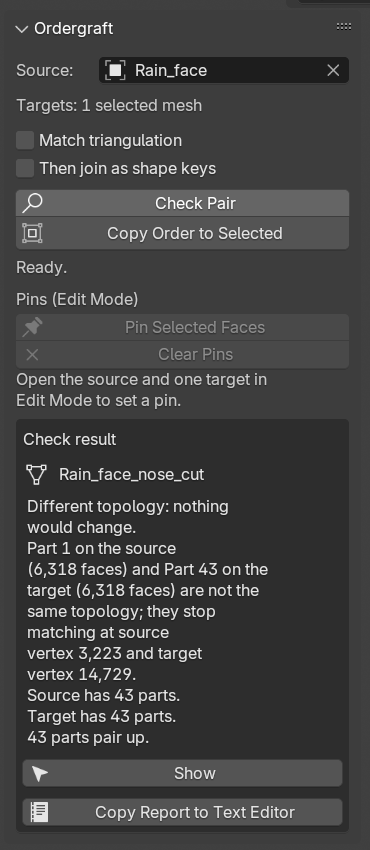 Ordergraft
Source: Rain_face
Targets: 1 selected mesh
Match triangulation
Then join as shape keys
Check Pair
Copy Order to Selected
Ready.
Pins (Edit Mode)
Pin Selected Faces
Clear Pins
Open the source and one target in
Edit Mode to set a pin.
Check result
Rain_face_nose_cut
Different topology: nothing
would change.
Part 1 on the source
(6,318 faces) and Part 43 on the
target (6,318 faces) are not the
same topology; they stop
matching at source
vertex 3,223 and target
vertex 14,729.
Source has 43 parts.
Target has 43 parts.
43 parts pair up.
Show
Copy Report to Text Editor